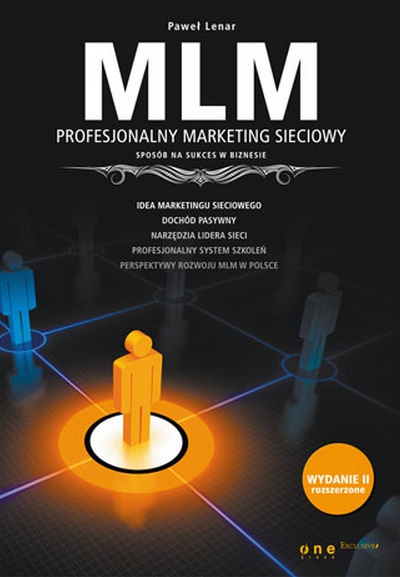 Paweł Lenar
MLM
PROFESJONALNY MARKETING SIECIOWY
SPOSÓB NA SUKCES W BIZNESIE
IDEA MARKETINGU SIECIOWEGO
DOCHÓD PASYWNY
NARZĘDZIA LIDERA SIECI
PROFESJONALNY SYSTEM SZKOLEŃ
PERSPEKTYWY ROZWOJU MLM W POLSCE
WYDANIE II
rozszerzone
one EXCLUSIVE
press